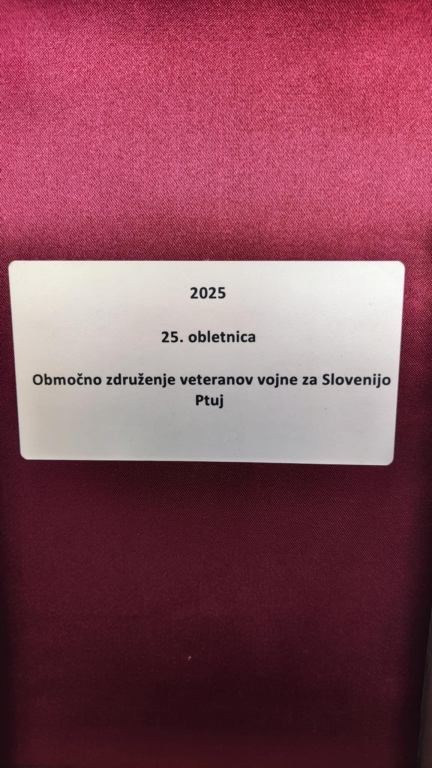 2025
25. obletnica
Območno združenje veteranov vojne za Slovenijo
Ptuj